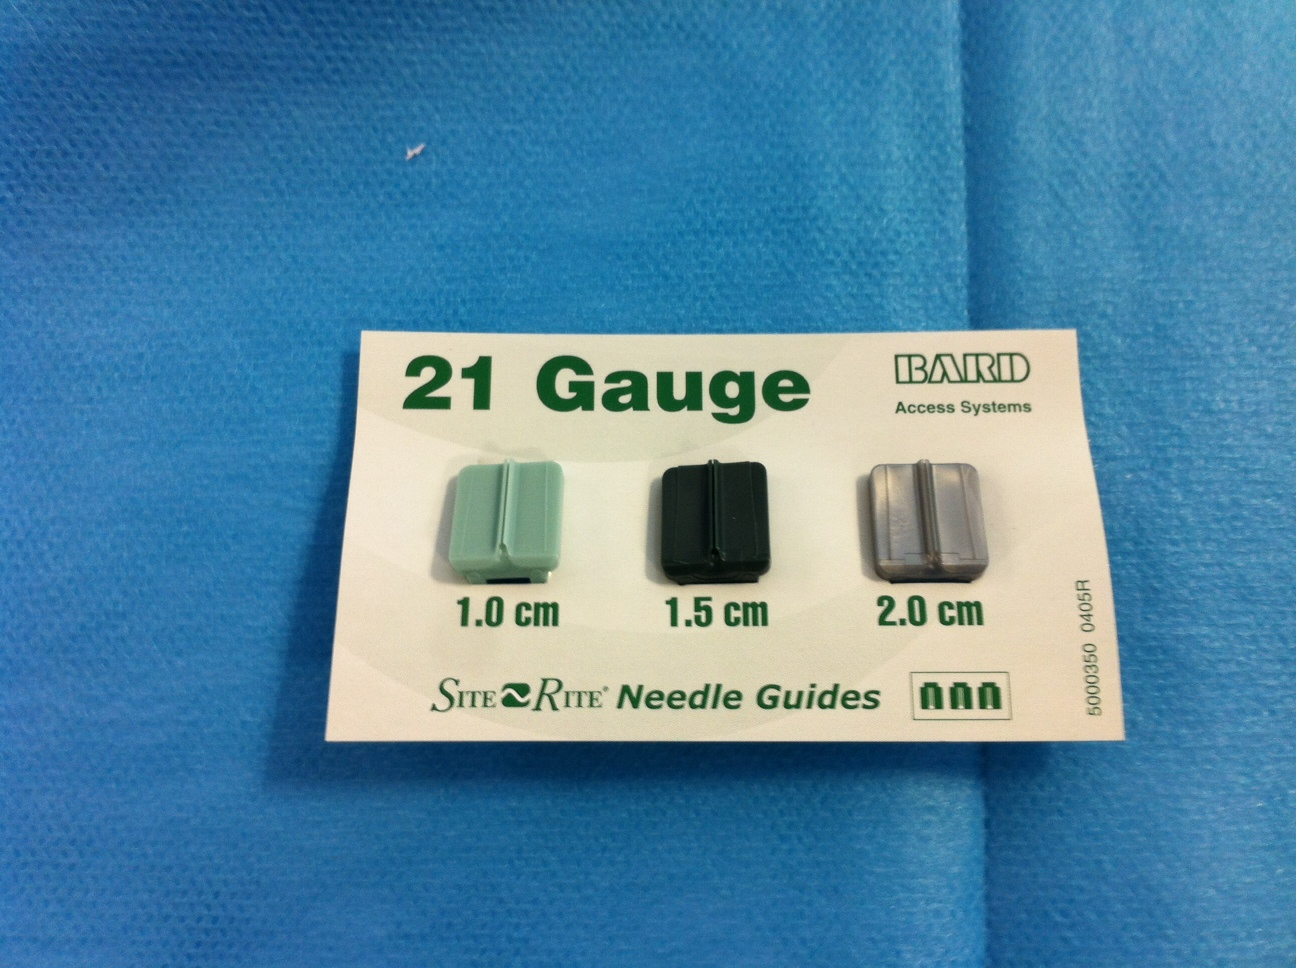 21 Gauge
BARD
Access Systems
1.0 cm
1.5 cm
2.0 cm
SITE RITE® Needle Guides
5000350 0405R